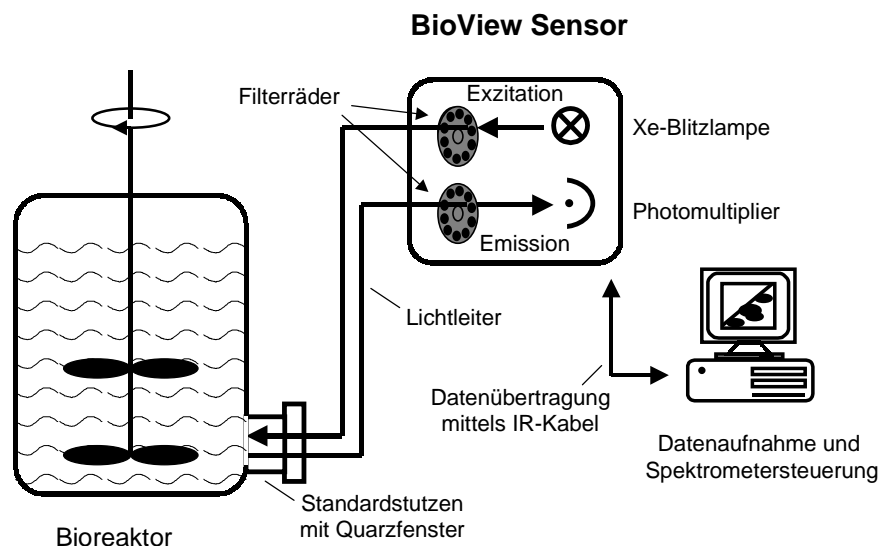 BioView Sensor
Filterräder
Exzitation
Xe-Blitzlampe
Photomultiplier
Emission
Lichtleiter
Datenübertragung
mittels IR-Kabel
Datenaufnahme und
Spektrometersteuerung
Standardstutzen
mit Quarzfenster
Bioreaktor